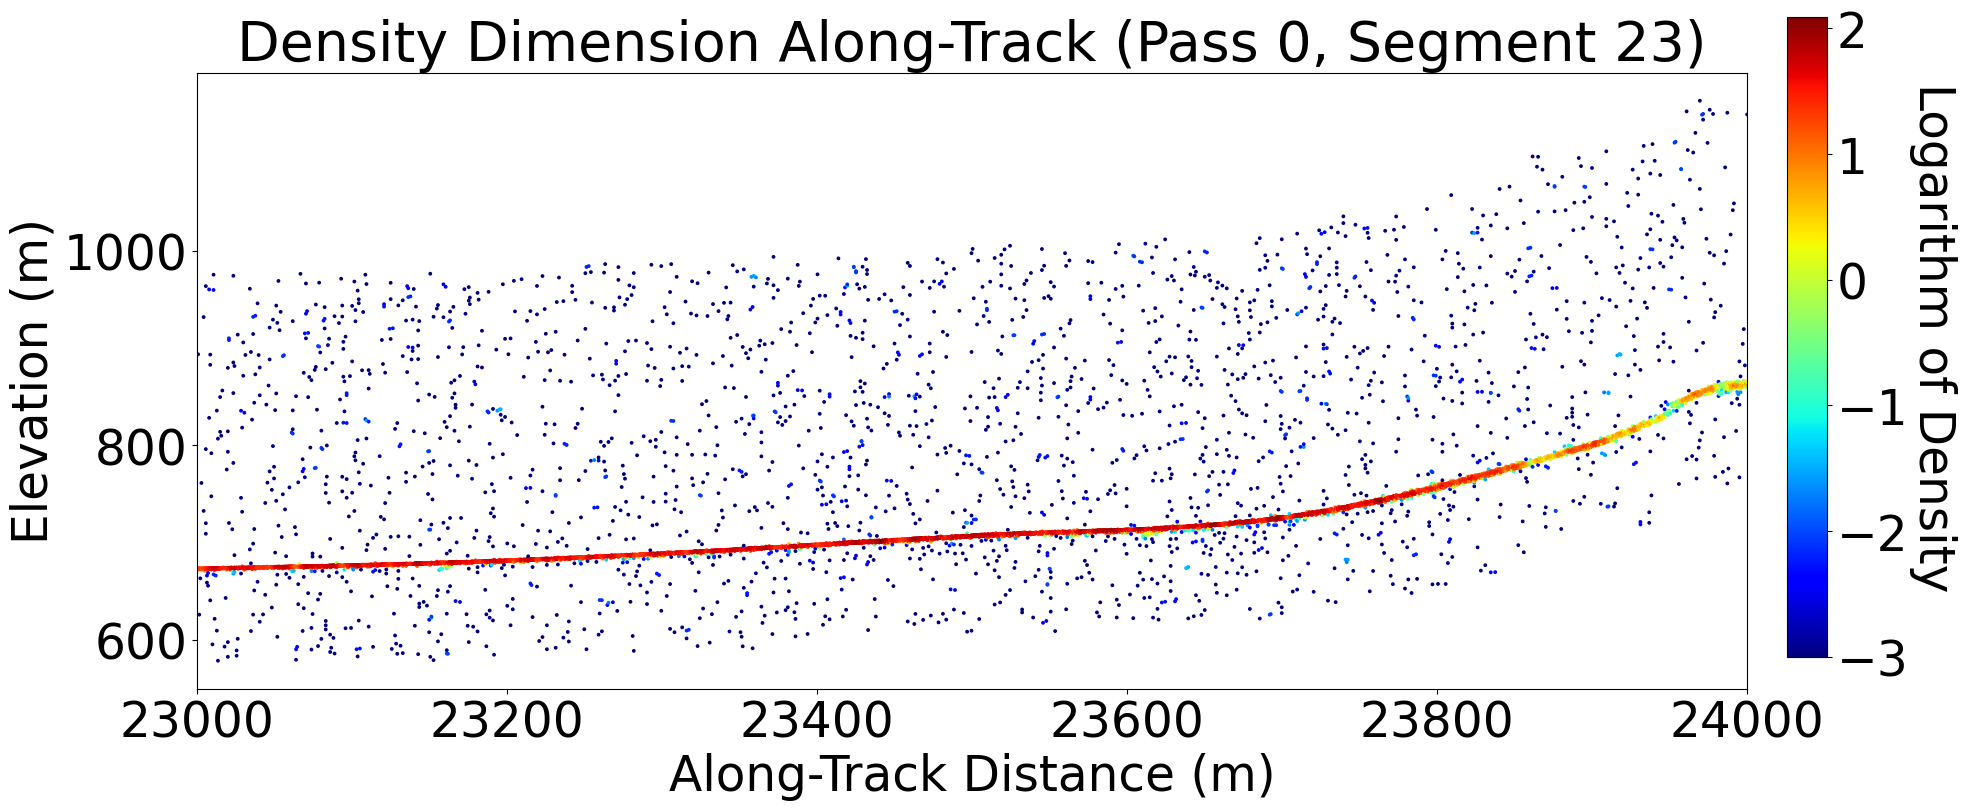 Density Dimension Along-Track (Pass 0, Segment 23)
Elevation (m)
1000
800
600
23000 23200 23400 23600 23800 24000
Along-Track Distance (m)
2
1
0
−1
−2
−3
Logarithm of Density